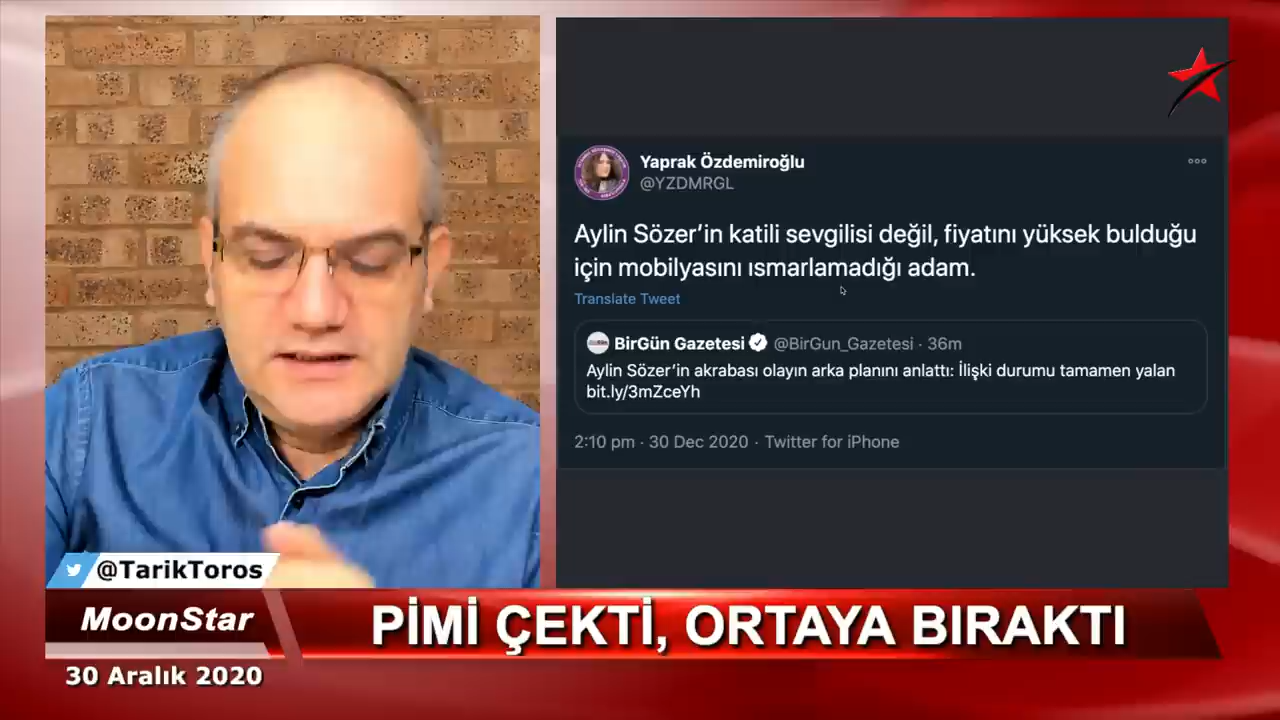 Yaprak Özdemiroğlu
@YZDMRGL
Aylin Sözer’in katili sevgilisi değil, fiyatını yüksek bulduğu
için mobilyasını ısmarlamadığı adam.
Translate Tweet
BirGün Gazetesi @BirGun_Gazetesi · 36m
Aylin Sözer’in akrabası olayın arka planını anlattı: İlişki durumu tamamen yalan
bit.ly/3mZceYh
2:10 pm · 30 Dec 2020 · Twitter for iPhone
@TarikToros
MoonStar
PİMİ ÇEKTİ, ORTAYA BIRAKTI
30 Aralık 2020